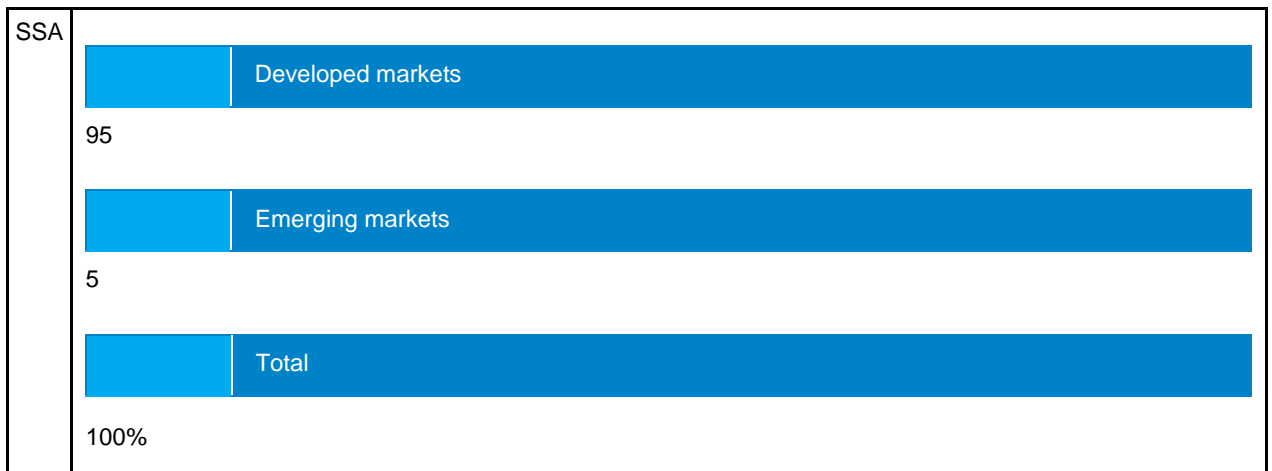 SSA
Developed markets
95
Emerging markets
5
Total
100%